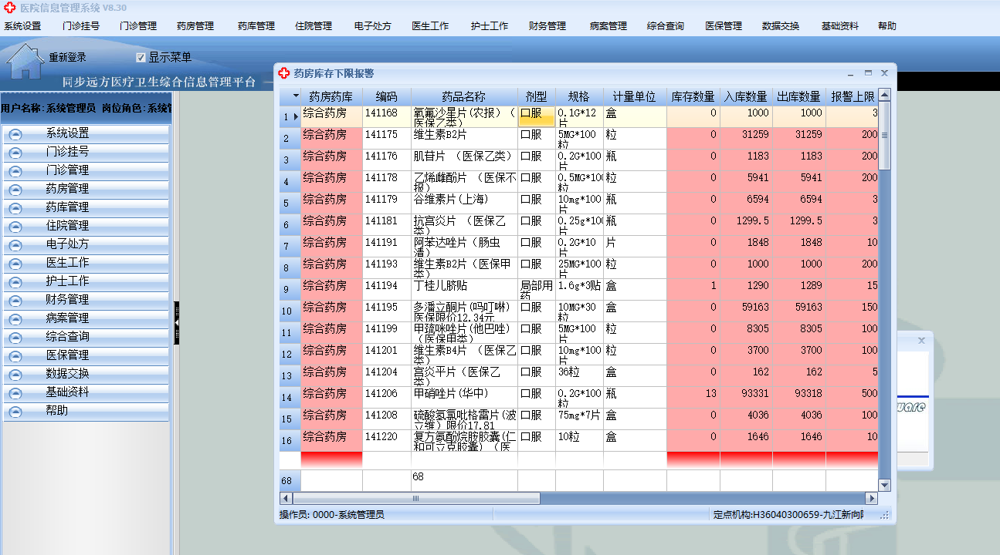 医院信息管理系统 V8.30
系统设置 门诊挂号 门诊管理 药房管理 药库管理 住院管理 电子处方 医生工作 护士工作 财务管理 病案管理 综合查询 医保管理 数据交换 基础资料 帮助
重新登录 显示菜单
同步远方医疗卫生综合信息管理平台
用户名称:系统管理员 岗位角色:系统管
系统设置
门诊挂号
门诊管理
药房管理
药库管理
住院管理
电子处方
医生工作
护士工作
财务管理
病案管理
综合查询
医保管理
数据交换
基础资料
帮助
药房库存下限报警
药房药库 编码 药品名称 剂型 规格 计量单位 库存数量 入库数量 出库数量 报警上限
1 综合药房 141168 氧氟沙星片(农报) (医保乙类) 口服 0.1G*12片 盒 0 1000 1000 3
2 综合药房 141175 维生素B2片 口服 5MG*100粒 粒 0 31259 31259 200
3 综合药房 141176 肌苷片 (医保乙类) 口服 0.2G*100片 瓶 0 1183 1183 200
4 综合药房 141178 乙烯雌酚片 (医保不报) 口服 0.5MG*100粒 粒 0 5941 5941 200
5 综合药房 141179 谷维素片(上海) 口服 10mg*100片 瓶 0 6594 6594 3
6 综合药房 141181 抗宫炎片 (医保乙类) 口服 0.25g*100片 瓶 0 1299.5 1299.5 3
7 综合药房 141191 阿苯达唑片(肠虫清) 口服 0.2G*10片 片 0 1848 1848 10
8 综合药房 141193 维生素B2片(医保甲类) 口服 25MG*100片 粒 0 1000 1000 200
9 综合药房 141194 丁桂儿脐贴 局部用药 1.6g*3贴 盒 1 1290 1289 15
10 综合药房 141195 多潘立酮片(吗叮啉)医保限价12.34元 口服 10MG*30粒 盒 0 59163 59163 150
11 综合药房 141199 甲巯咪唑片(他巴唑)(医保甲类) 口服 5MG*100片 粒 0 8305 8305 100
12 综合药房 141201 维生素B4片 (医保乙类) 口服 10mg*100片 粒 0 3700 3700 100
13 综合药房 141204 宫炎平片(医保乙类) 口服 36粒 盒 0 162 162 5
14 综合药房 141206 甲硝唑片(华中) 口服 0.2G*100粒 瓶 13 93331 93318 500
15 综合药房 141208 硫酸氢氯吡格雷片(波立维)限价17.81 口服 75mg*7片 盒 0 4036 4036 100
16 综合药房 141220 复方氨酚烷胺胶囊(仁和可立克胶囊) (医 口服 10粒 盒 0 1646 1646 10
68 68
操作员: 0000-系统管理员 定点机构:H36040300659-九江新向阳
ware